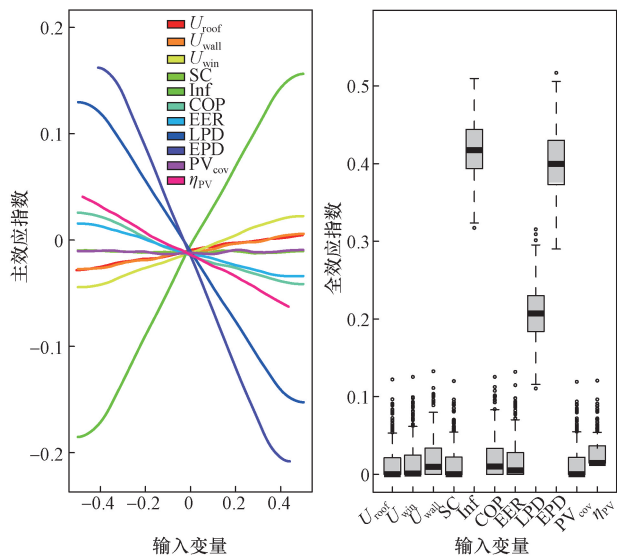 0.2
0.1
0
−0.1
−0.2
主效应指数
U_roof
U_wall
U_win
SC
Inf
COP
EER
LPD
EPD
PV_cov
η_PV
−0.4 −0.2 0 0.2 0.4
输入变量
0.5
0.4
0.3
0.2
0.1
0
全效应指数
U_roof U_win U_wall SC Inf COP EER LPD EPD PV_cov η_PV
输入变量